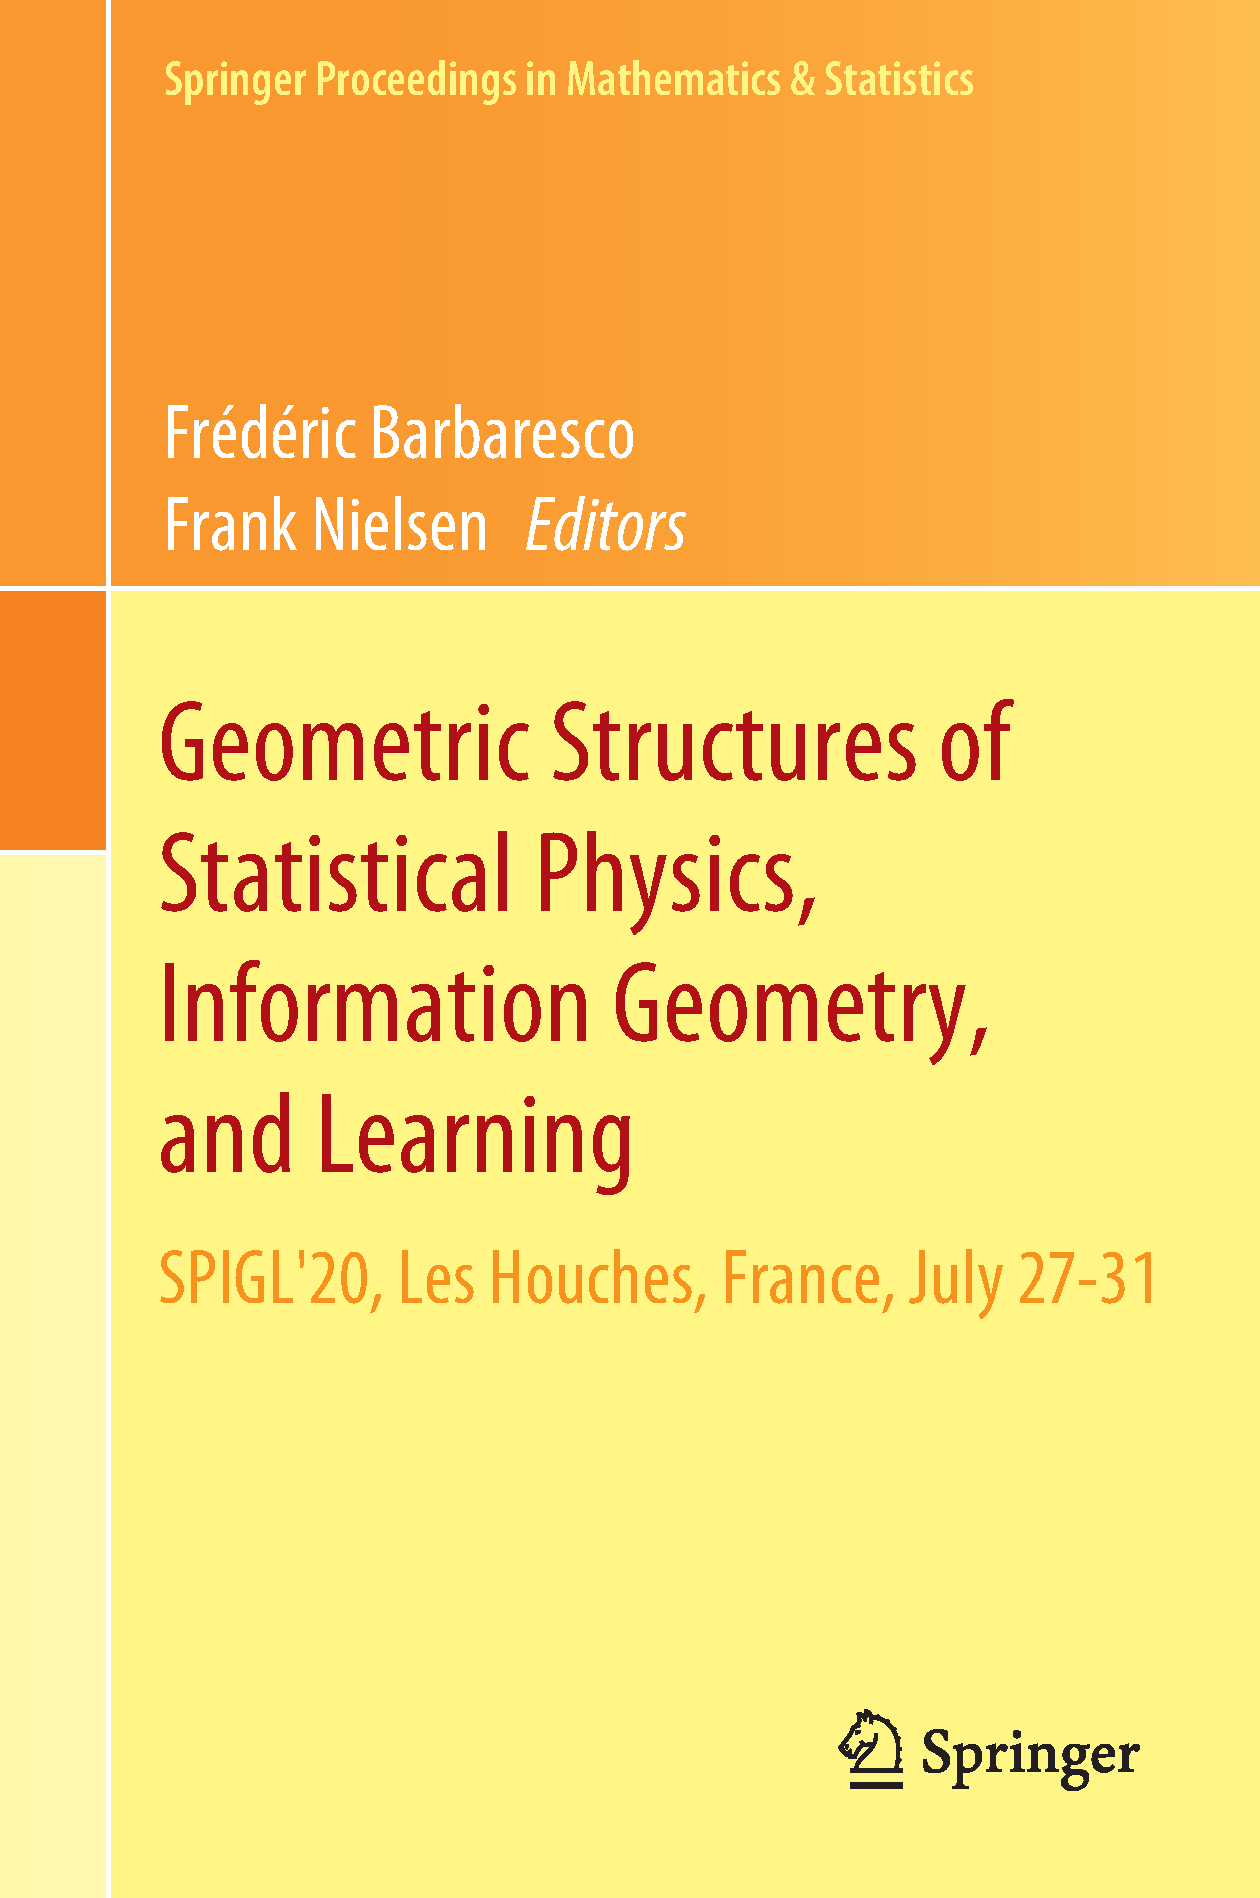 Springer Proceedings in Mathematics & Statistics
Frédéric Barbaresco
Frank Nielsen Editors
Geometric Structures of
Statistical Physics,
Information Geometry,
and Learning
SPIGL'20, Les Houches, France, July 27-31
Springer